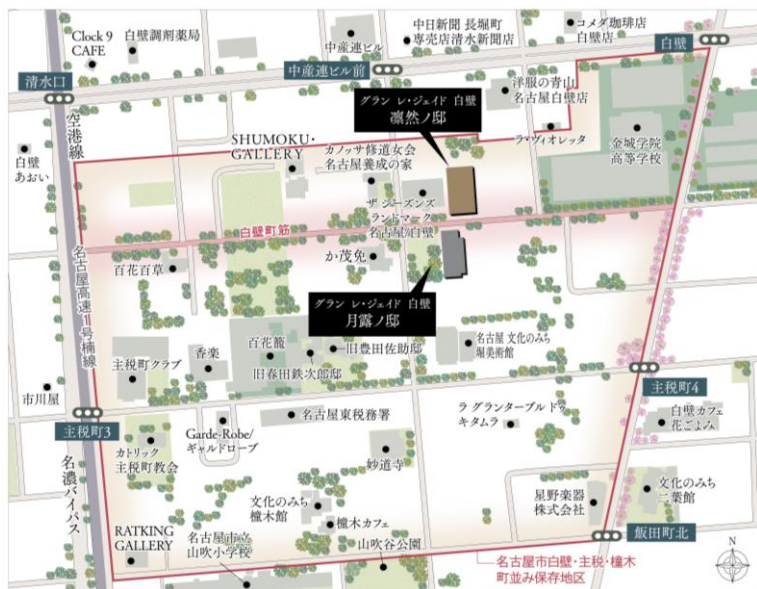 コメダ珈琲店
白壁店
中日新聞 長堀町
専売店清水新聞店
Clock 9
CAFE
白壁調剤薬局
中産連ビル
白壁
中産連ビル前
清水口
洋服の青山
名古屋白壁店
グラン レ・ジェイド 白壁
凛然ノ邸
空港線
金城学院
高等学校
ラ・ヴィオレッタ
SHUMOKU・
GALLERY
カノッサ修道女会
名古屋養成の家
白壁
あおい
ザ ジーズンズ
ランドマーク
名古屋/白壁
白壁町筋
か茂免
百花百草
名古屋高速1号楠線
グラン レ・ジェイド 白壁
月露ノ邸
主税町クラブ
香楽
百花籠
旧豊田佐助邸
旧春田鉄次郎邸
名古屋 文化のみち
堀美術館
市川屋
主税町4
主税町3
名古屋東税務署
ラ グランターブル ドゥ
キタムラ
白壁カフェ
花ごよみ
Garde-Robe/
ギャルドローブ
カトリック
主税町教会
妙道寺
名濃バイパス
文化のみち
橦木館
星野楽器
株式会社
文化のみち
二葉館
橦木カフェ
RATKING
GALLERY
名古屋市立
山吹小学校
山吹谷公園
飯田町北
名古屋市白壁・主税・橦木
町並み保存地区
N